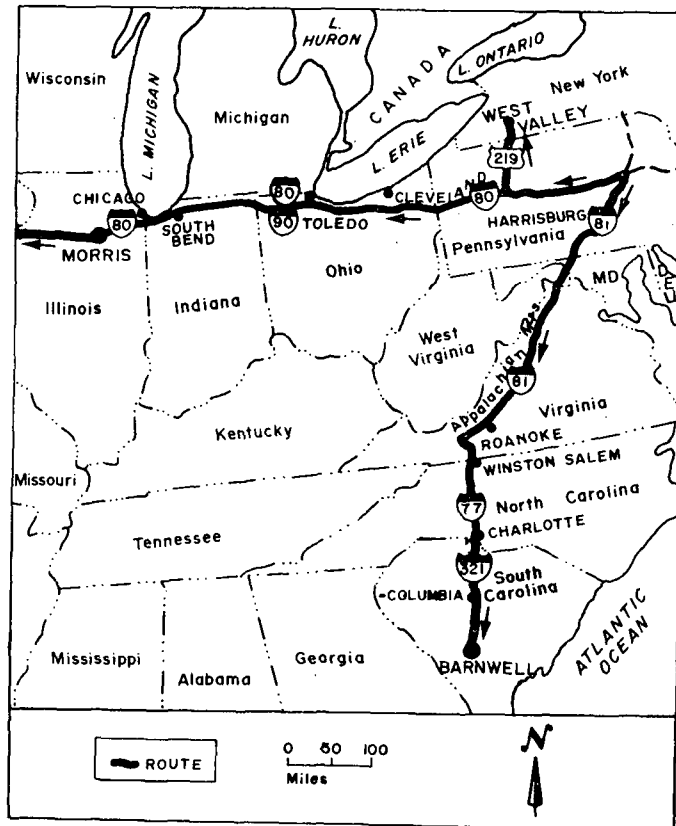 L.
HURON
L. ONTARIO
Wisconsin
CANADA
New York
L. MICHIGAN
Michigan
WEST
VALLEY
L. ERIE
219
CHICAGO
80
CLEVELAND
80
80
SOUTH
BEND
90
TOLEDO
HARRISBURG
Pennsylvania
81
MORRIS
Ohio
MD
DEL
Illinois
Indiana
West
Virginia
Appalachian
81
Virginia
Kentucky
ROANOKE
WINSTON SALEM
Missouri
77
North Carolina
Tennessee
CHARLOTTE
321
South
Carolina
COLUMBIA
ATLANTIC
OCEAN
Mississippi
Alabama
Georgia
BARNWELL
ROUTE
0 50 100
Miles
N